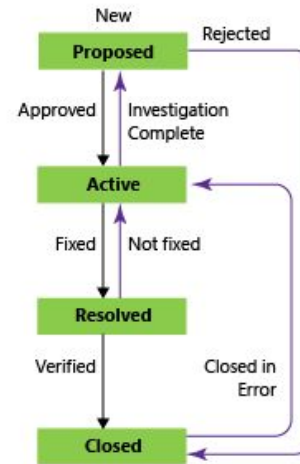 New
Proposed
Rejected
Approved
Investigation
Complete
Active
Fixed
Not fixed
Resolved
Verified
Closed in
Error
Closed